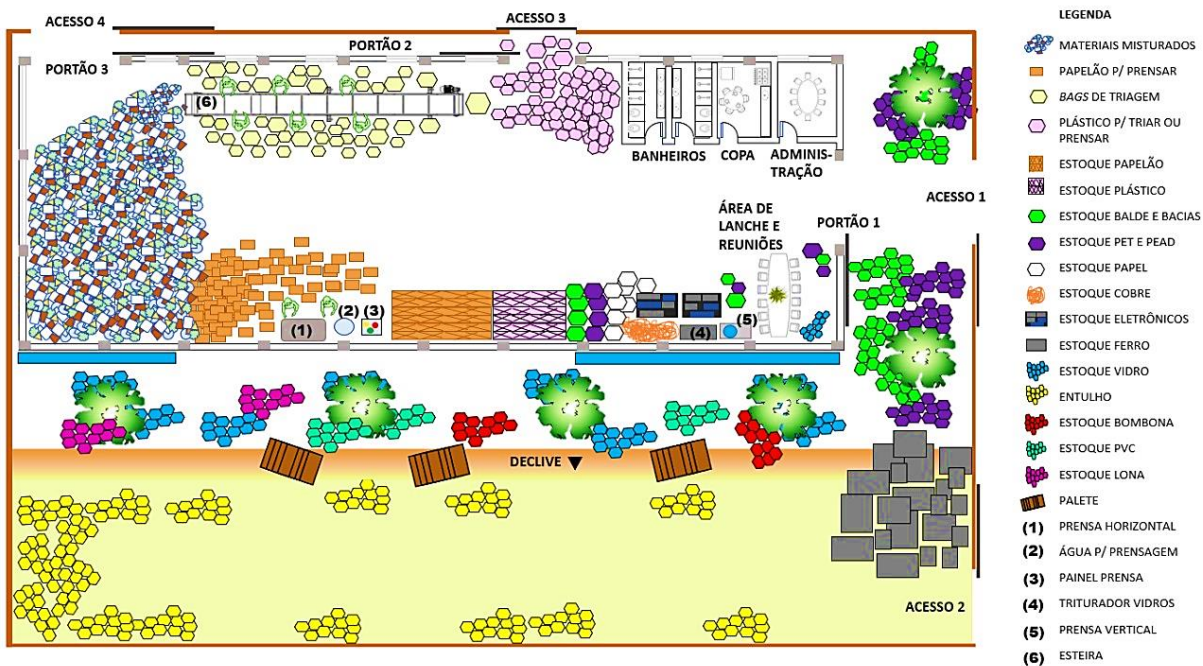 ACESSO 4
ACESSO 3
PORTÃO 2
PORTÃO 3
(6)
BANHEIROS
COPA
ADMINIS-
TRAÇÃO
ACESSO 1
ÁREA DE
LANCHE E
REUNIÕES
PORTÃO 1
(1)
(2)
(3)
(4)
(5)
DECLIVE
ACESSO 2
LEGENDA
MATERIAIS MISTURADOS
PAPELÃO P/ PRENSAR
BAGS DE TRIAGEM
PLÁSTICO P/ TRIAR OU
PRENSAR
ESTOQUE PAPELÃO
ESTOQUE PLÁSTICO
ESTOQUE BALDE E BACIAS
ESTOQUE PET E PEAD
ESTOQUE PAPEL
ESTOQUE COBRE
ESTOQUE ELETRÔNICOS
ESTOQUE FERRO
ESTOQUE VIDRO
ENTULHO
ESTOQUE BOMBONA
ESTOQUE PVC
ESTOQUE LONA
PALETE
(1) PRENSA HORIZONTAL
(2) ÁGUA P/ PRENSAGEM
(3) PAINEL PRENSA
(4) TRITURADOR VIDROS
(5) PRENSA VERTICAL
(6) ESTEIRA